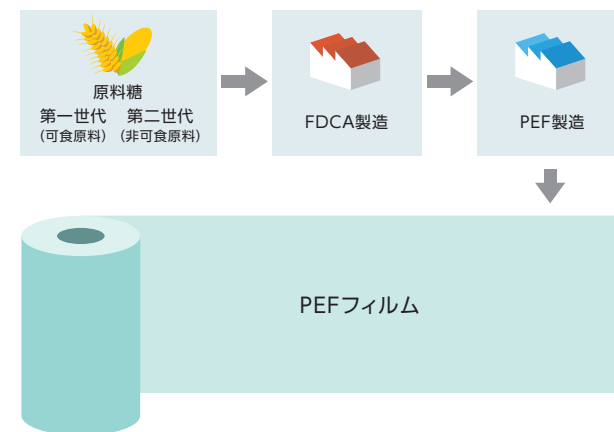 原料糖
第一世代 第二世代
(可食原料) (非可食原料)
FDCA製造
PEF製造
PEFフィルム